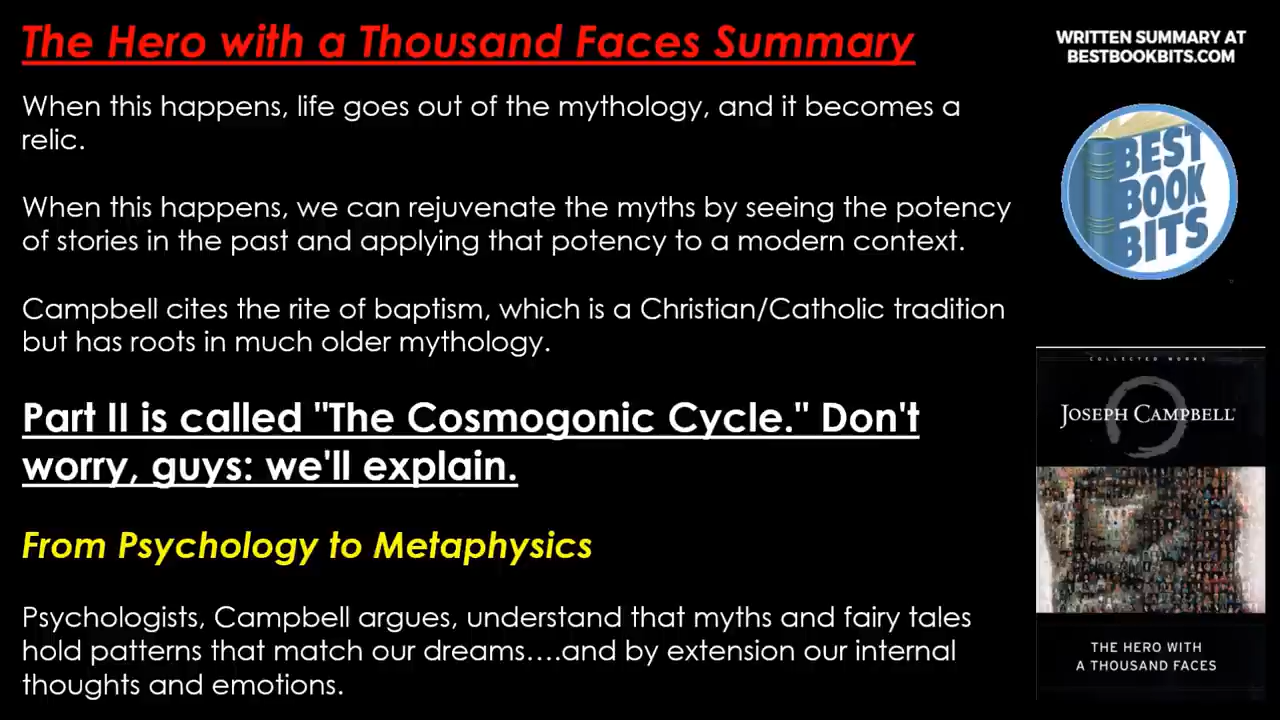 The Hero with a Thousand Faces Summary
When this happens, life goes out of the mythology, and it becomes a
relic.
When this happens, we can rejuvenate the myths by seeing the potency
of stories in the past and applying that potency to a modern context.
Campbell cites the rite of baptism, which is a Christian/Catholic tradition
but has roots in much older mythology.
Part II is called "The Cosmogonic Cycle." Don't
worry, guys: we'll explain.
From Psychology to Metaphysics
Psychologists, Campbell argues, understand that myths and fairy tales
hold patterns that match our dreams....and by extension our internal
thoughts and emotions.
WRITTEN SUMMARY AT
BESTBOOKBITS.COM
BEST
BOOK
BITS
COLLECTED WORKS
JOSEPH CAMPBELL
THE HERO WITH
A THOUSAND FACES